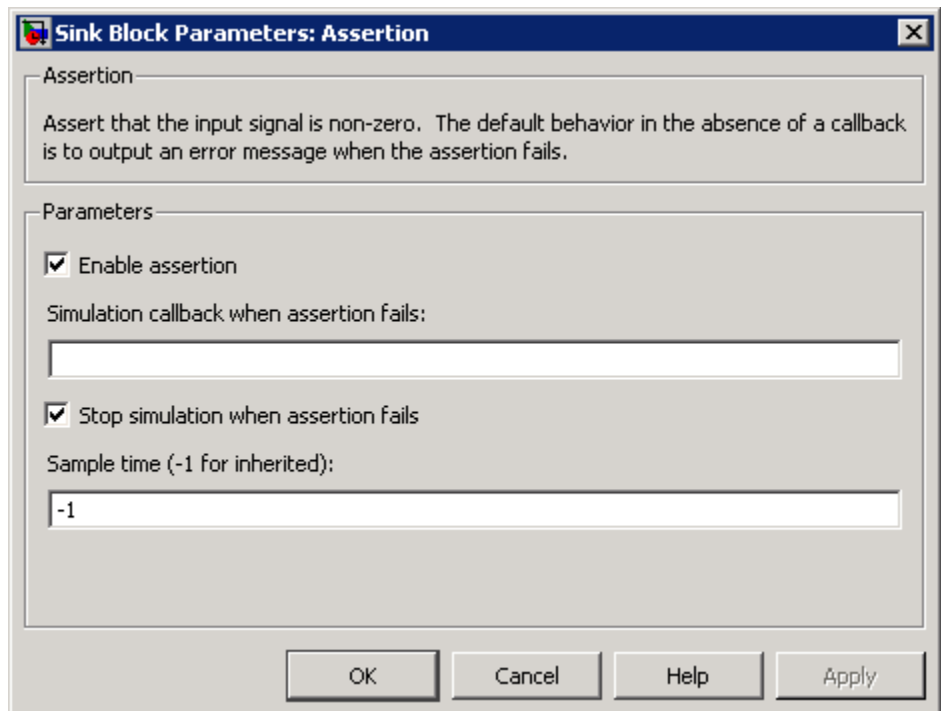 Sink Block Parameters: Assertion
Assertion
Assert that the input signal is non-zero.  The default behavior in the absence of a callback
is to output an error message when the assertion fails.
Parameters
Enable assertion
Simulation callback when assertion fails:
Stop simulation when assertion fails
Sample time (-1 for inherited):
-1
OK Cancel Help Apply